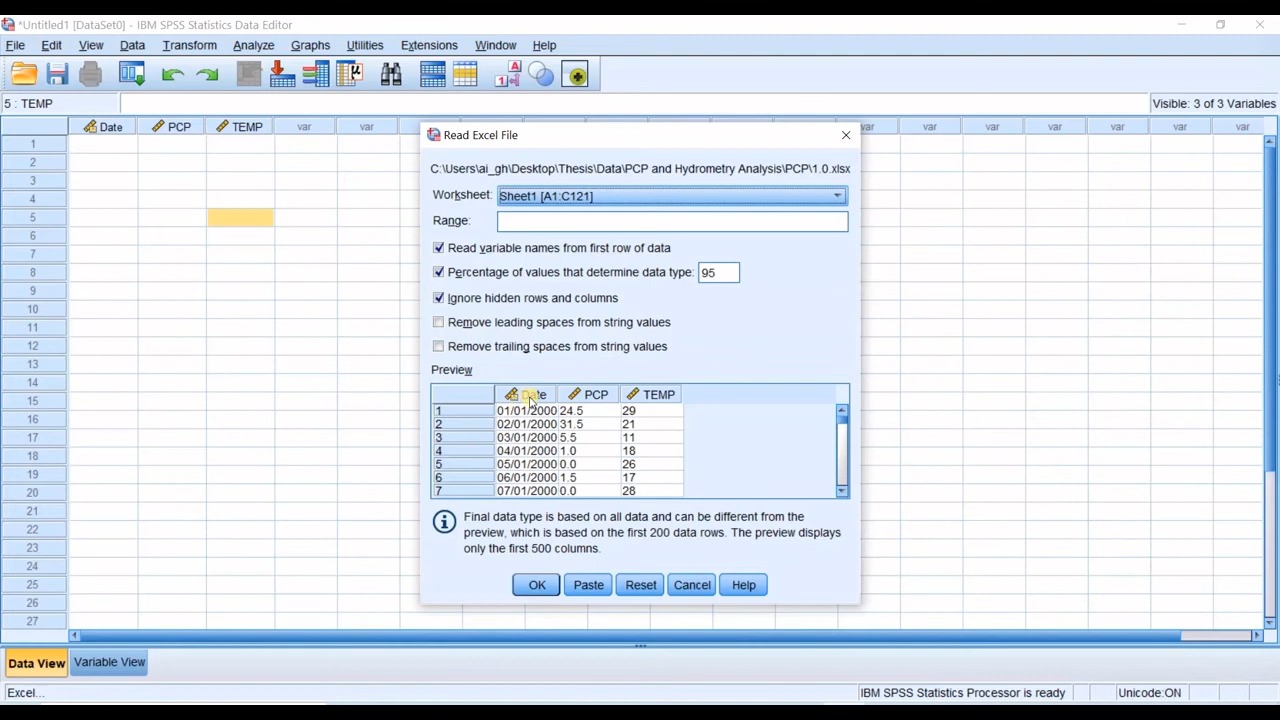 *Untitled1 [DataSet0] - IBM SPSS Statistics Data Editor
File Edit View Data Transform Analyze Graphs Utilities Extensions Window Help
5 : TEMP
Visible: 3 of 3 Variables
Date PCP TEMP var var var var var var var var var
1
2
3
4
5
6
7
8
9
10
11
12
13
14
15
16
17
18
19
20
21
22
23
24
25
26
27
Read Excel File
C:\Users\ai_gh\Desktop\Thesis\Data\PCP and Hydrometry Analysis\PCP\1.0.xlsx
Worksheet: Sheet1 [A1:C121]
Range:
Read variable names from first row of data
Percentage of values that determine data type: 95
Ignore hidden rows and columns
Remove leading spaces from string values
Remove trailing spaces from string values
Preview
Date PCP TEMP
1 01/01/2000 24.5 29
2 02/01/2000 31.5 21
3 03/01/2000 5.5 11
4 04/01/2000 1.0 18
5 05/01/2000 0.0 26
6 06/01/2000 1.5 17
7 07/01/2000 0.0 28
Final data type is based on all data and can be different from the
preview, which is based on the first 200 data rows. The preview displays
only the first 500 columns.
OK Paste Reset Cancel Help
Data View Variable View
Excel... IBM SPSS Statistics Processor is ready Unicode:ON